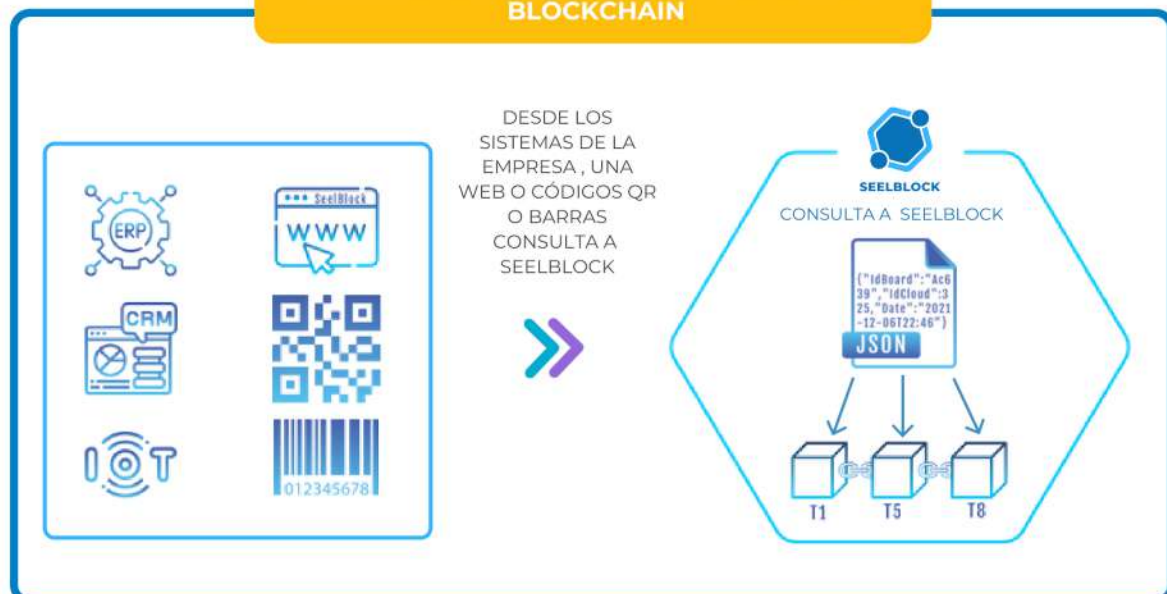 BLOCKCHAIN
DESDE LOS
SISTEMAS DE LA
EMPRESA , UNA
WEB O CÓDIGOS QR
O BARRAS
CONSULTA A
SEELBLOCK
ERP
SeelBlock
WWW
CRM
IOT
012345678
SEELBLOCK
CONSULTA A SEELBLOCK
{"IdBoard":"Ac6
39","IdCloud":3
25,"Date":"2021
-12-06T22:46"}
JSON
T1
T5
T8